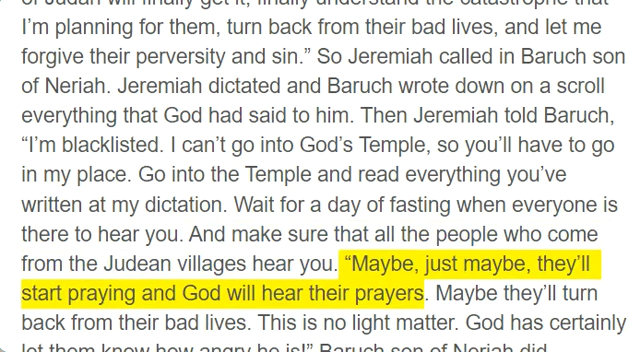 of Judah will finally get it, finally understand the catastrophe that
I’m planning for them, turn back from their bad lives, and let me
forgive their perversity and sin.” So Jeremiah called in Baruch son
of Neriah. Jeremiah dictated and Baruch wrote down on a scroll
everything that God had said to him. Then Jeremiah told Baruch,
“I’m blacklisted. I can’t go into God’s Temple, so you’ll have to go
in my place. Go into the Temple and read everything you’ve
written at my dictation. Wait for a day of fasting when everyone is
there to hear you. And make sure that all the people who come
from the Judean villages hear you. “Maybe, just maybe, they’ll
start praying and God will hear their prayers. Maybe they’ll turn
back from their bad lives. This is no light matter. God has certainly
let them know how angry he is!” Baruch son of Neriah did